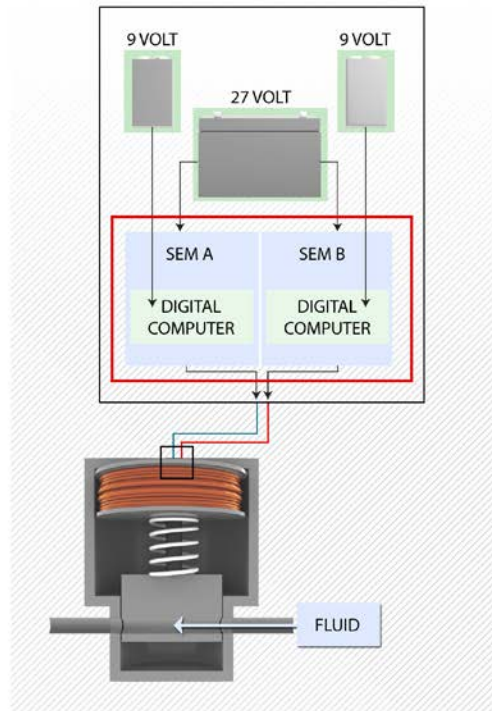 9 VOLT
9 VOLT
27 VOLT
SEM A
SEM B
DIGITAL
COMPUTER
DIGITAL
COMPUTER
FLUID